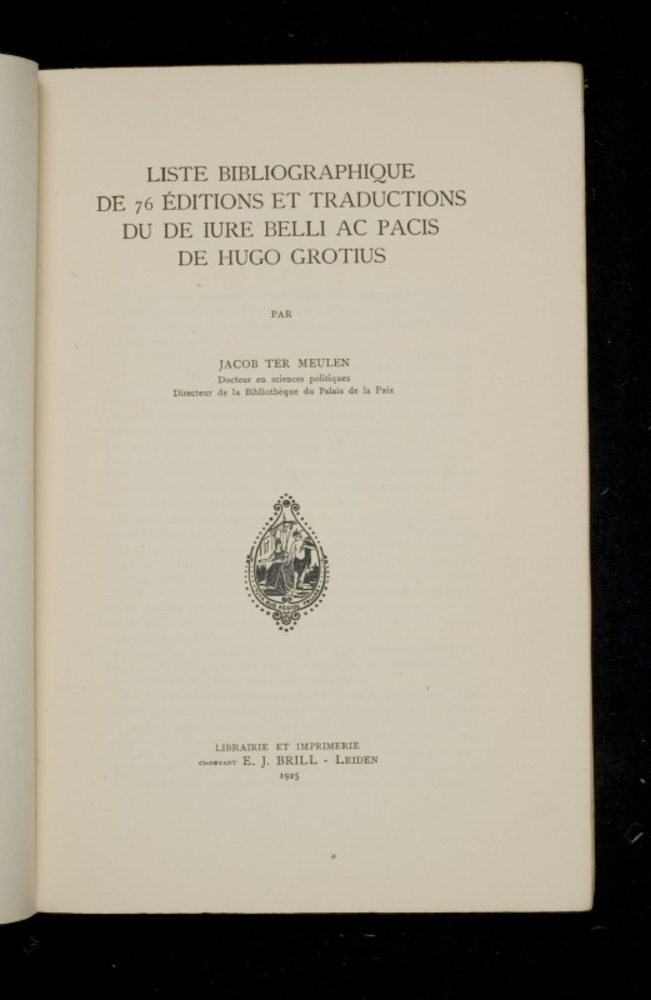 LISTE BIBLIOGRAPHIQUE
DE 76 ÉDITIONS ET TRADUCTIONS
DU DE IURE BELLI AC PACIS
DE HUGO GROTIUS
PAR
JACOB TER MEULEN
Docteur en sciences politiques
Directeur de la Bibliothèque du Palais de la Paix
LIBRAIRIE ET IMPRIMERIE
CI-DEVANT E. J. BRILL - LEIDEN
1925